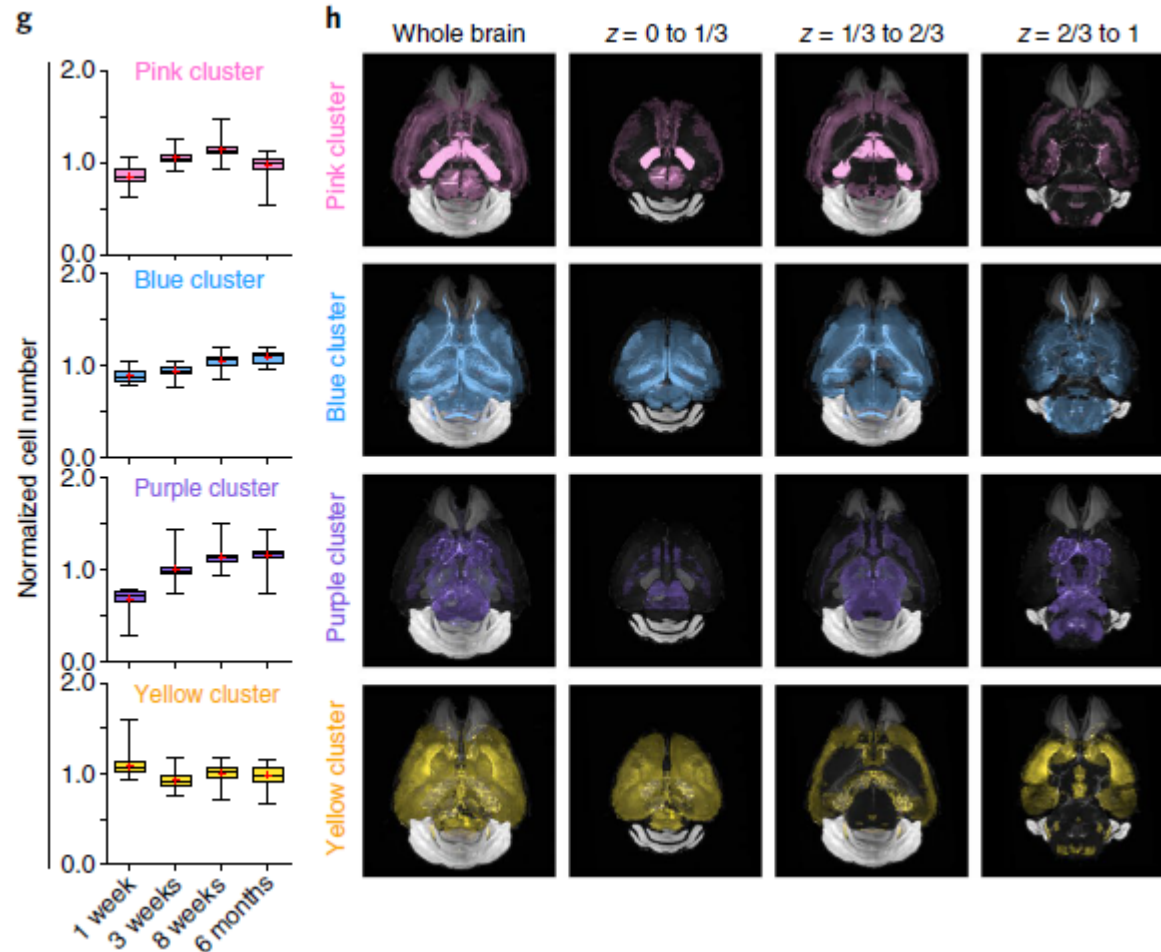 g
Normalized cell number
2.0
Pink cluster
1.0
0.0
2.0
Blue cluster
1.0
0.0
2.0
Purple cluster
1.0
0.0
2.0
Yellow cluster
1.0
0.0
1 week
3 weeks
8 weeks
6 months
h
Whole brain
z = 0 to 1/3
z = 1/3 to 2/3
z = 2/3 to 1
Pink cluster
Blue cluster
Purple cluster
Yellow cluster